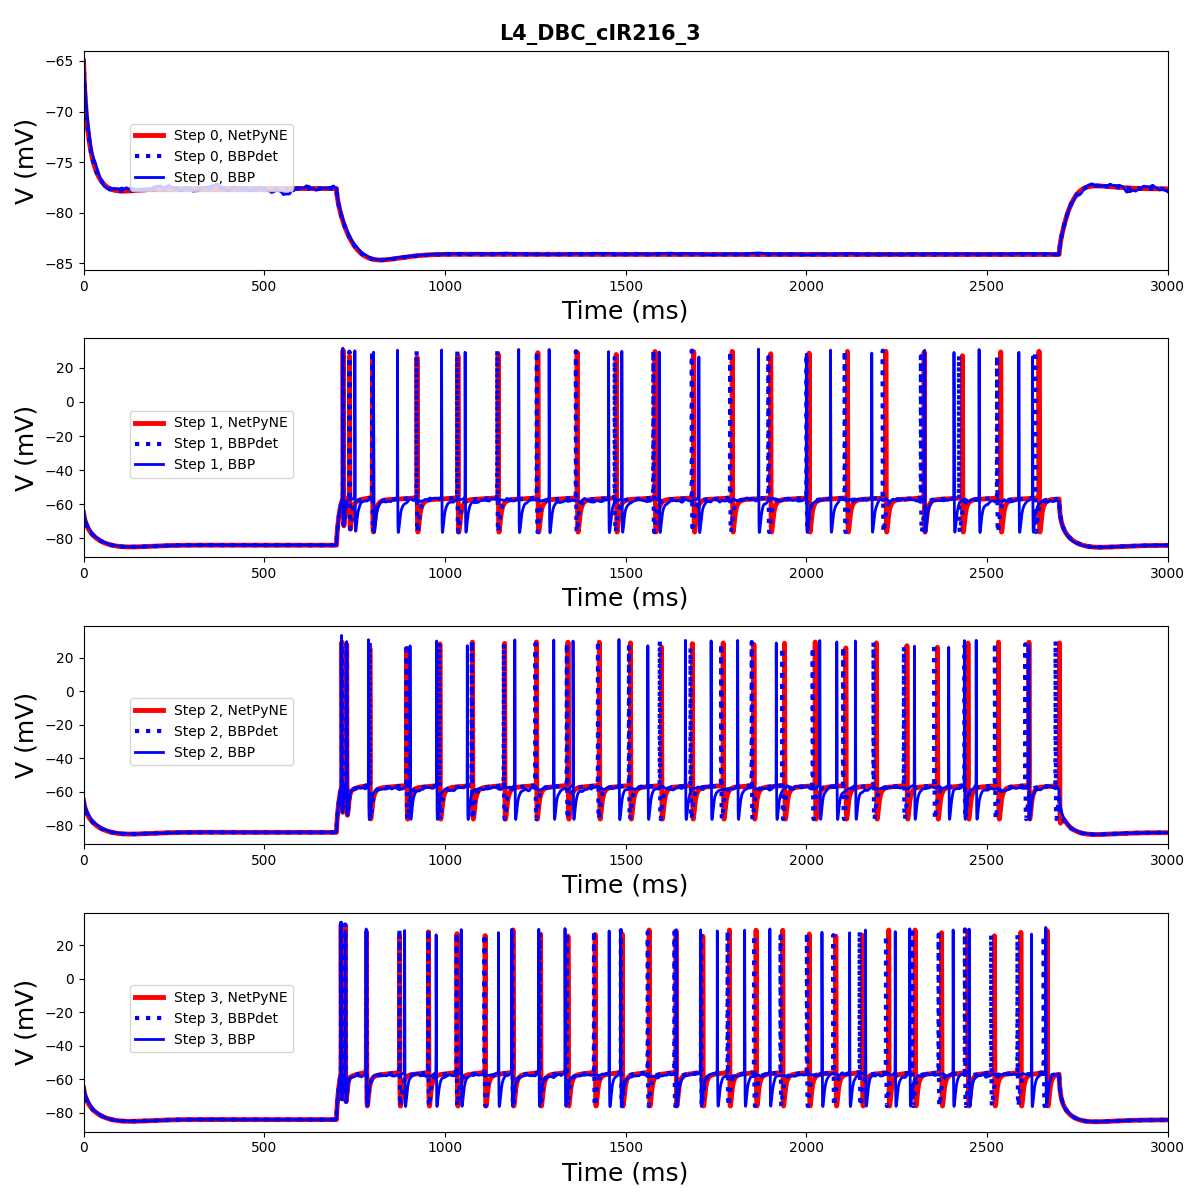 L4_DBC_cIR216_3
V (mV)
−65
−70
−75
−80
−85
Step 0, NetPyNE
Step 0, BBPdet
Step 0, BBP
0 500 1000 1500 2000 2500 3000
Time (ms)
V (mV)
20
0
−20
−40
−60
−80
Step 1, NetPyNE
Step 1, BBPdet
Step 1, BBP
0 500 1000 1500 2000 2500 3000
Time (ms)
V (mV)
20
0
−20
−40
−60
−80
Step 2, NetPyNE
Step 2, BBPdet
Step 2, BBP
0 500 1000 1500 2000 2500 3000
Time (ms)
V (mV)
20
0
−20
−40
−60
−80
Step 3, NetPyNE
Step 3, BBPdet
Step 3, BBP
0 500 1000 1500 2000 2500 3000
Time (ms)